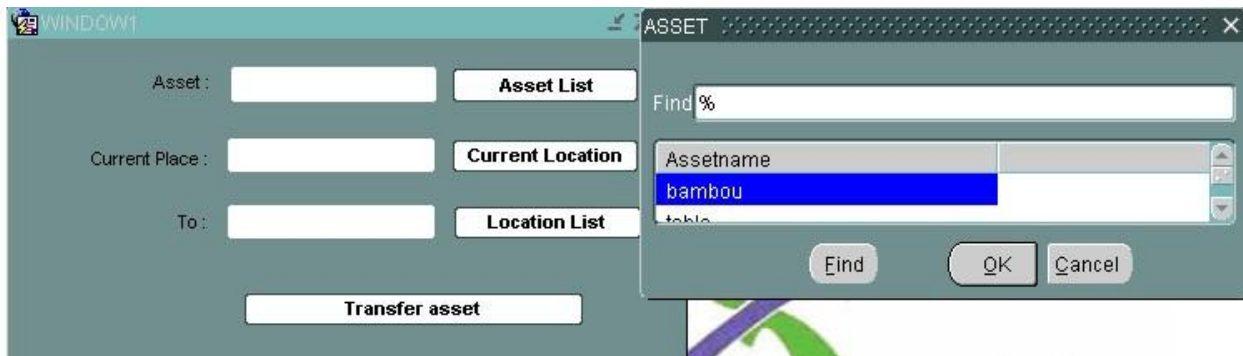 WINDOW1
Asset :
Asset List
Current Place :
Current Location
To :
Location List
Transfer asset
ASSET
Find %
Assetname
bambou
table
Find
OK
Cancel